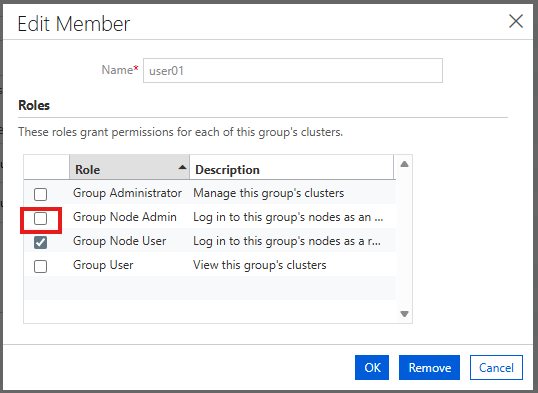 Edit Member
Name* user01
Roles
These roles grant permissions for each of this group's clusters.
Role Description
Group Administrator Manage this group's clusters
Group Node Admin Log in to this group's nodes as an ...
Group Node User Log in to this group's nodes as a r...
Group User View this group's clusters
OK Remove Cancel